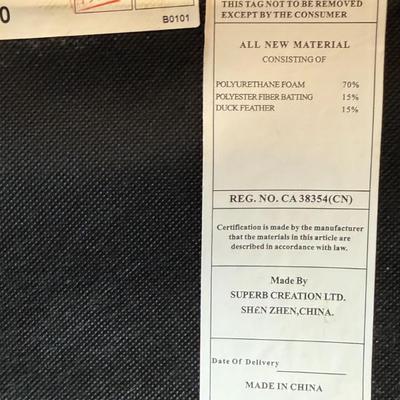 0
B0101
THIS TAG NOT TO BE REMOVED
EXCEPT BY THE CONSUMER
ALL NEW MATERIAL
CONSISTING OF
POLYURETHANE FOAM 70%
POLYESTER FIBER BATTING 15%
DUCK FEATHER 15%
REG. NO. CA 38354(CN)
Certification is made by the manufacturer
that the materials in this article are
described in accordance with law.
Made By
SUPERB CREATION LTD.
SH£N ZHEN,CHINA.
Date Of Delivery
MADE IN CHINA